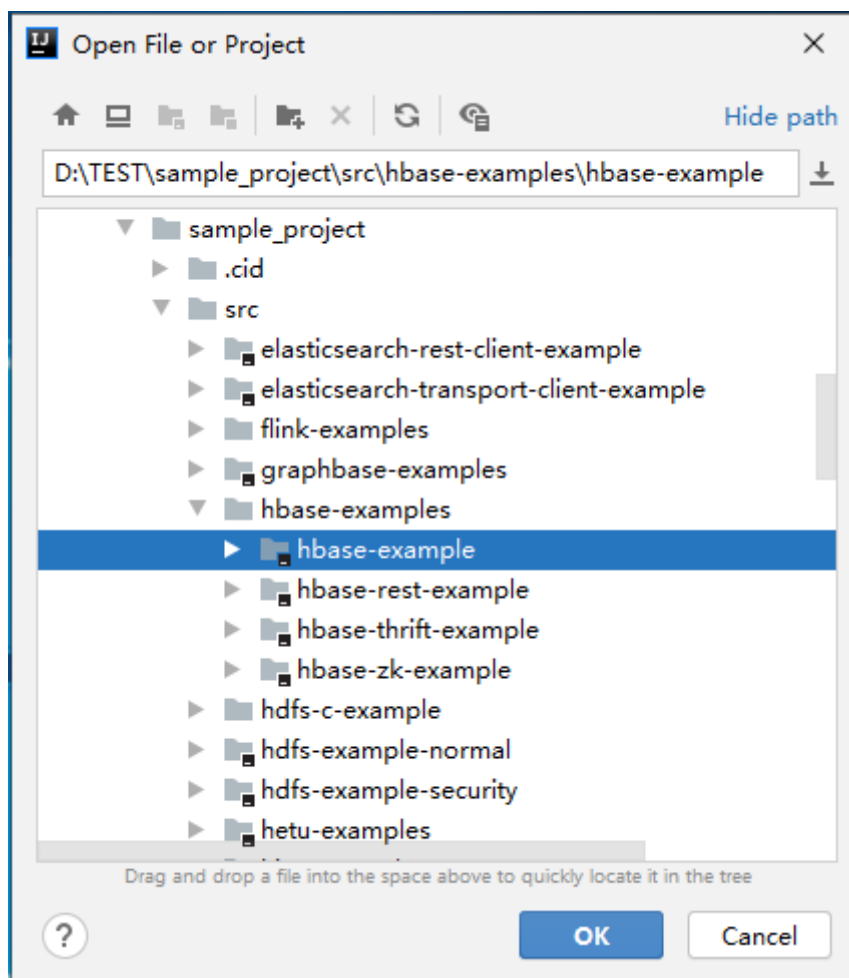 IJ Open File or Project
Hide path
D:\TEST\sample_project\src\hbase-examples\hbase-example
sample_project
.cid
src
elasticsearch-rest-client-example
elasticsearch-transport-client-example
flink-examples
graphbase-examples
hbase-examples
hbase-example
hbase-rest-example
hbase-thrift-example
hbase-zk-example
hdfs-c-example
hdfs-example-normal
hdfs-example-security
hetu-examples
Drag and drop a file into the space above to quickly locate it in the tree
? OK Cancel